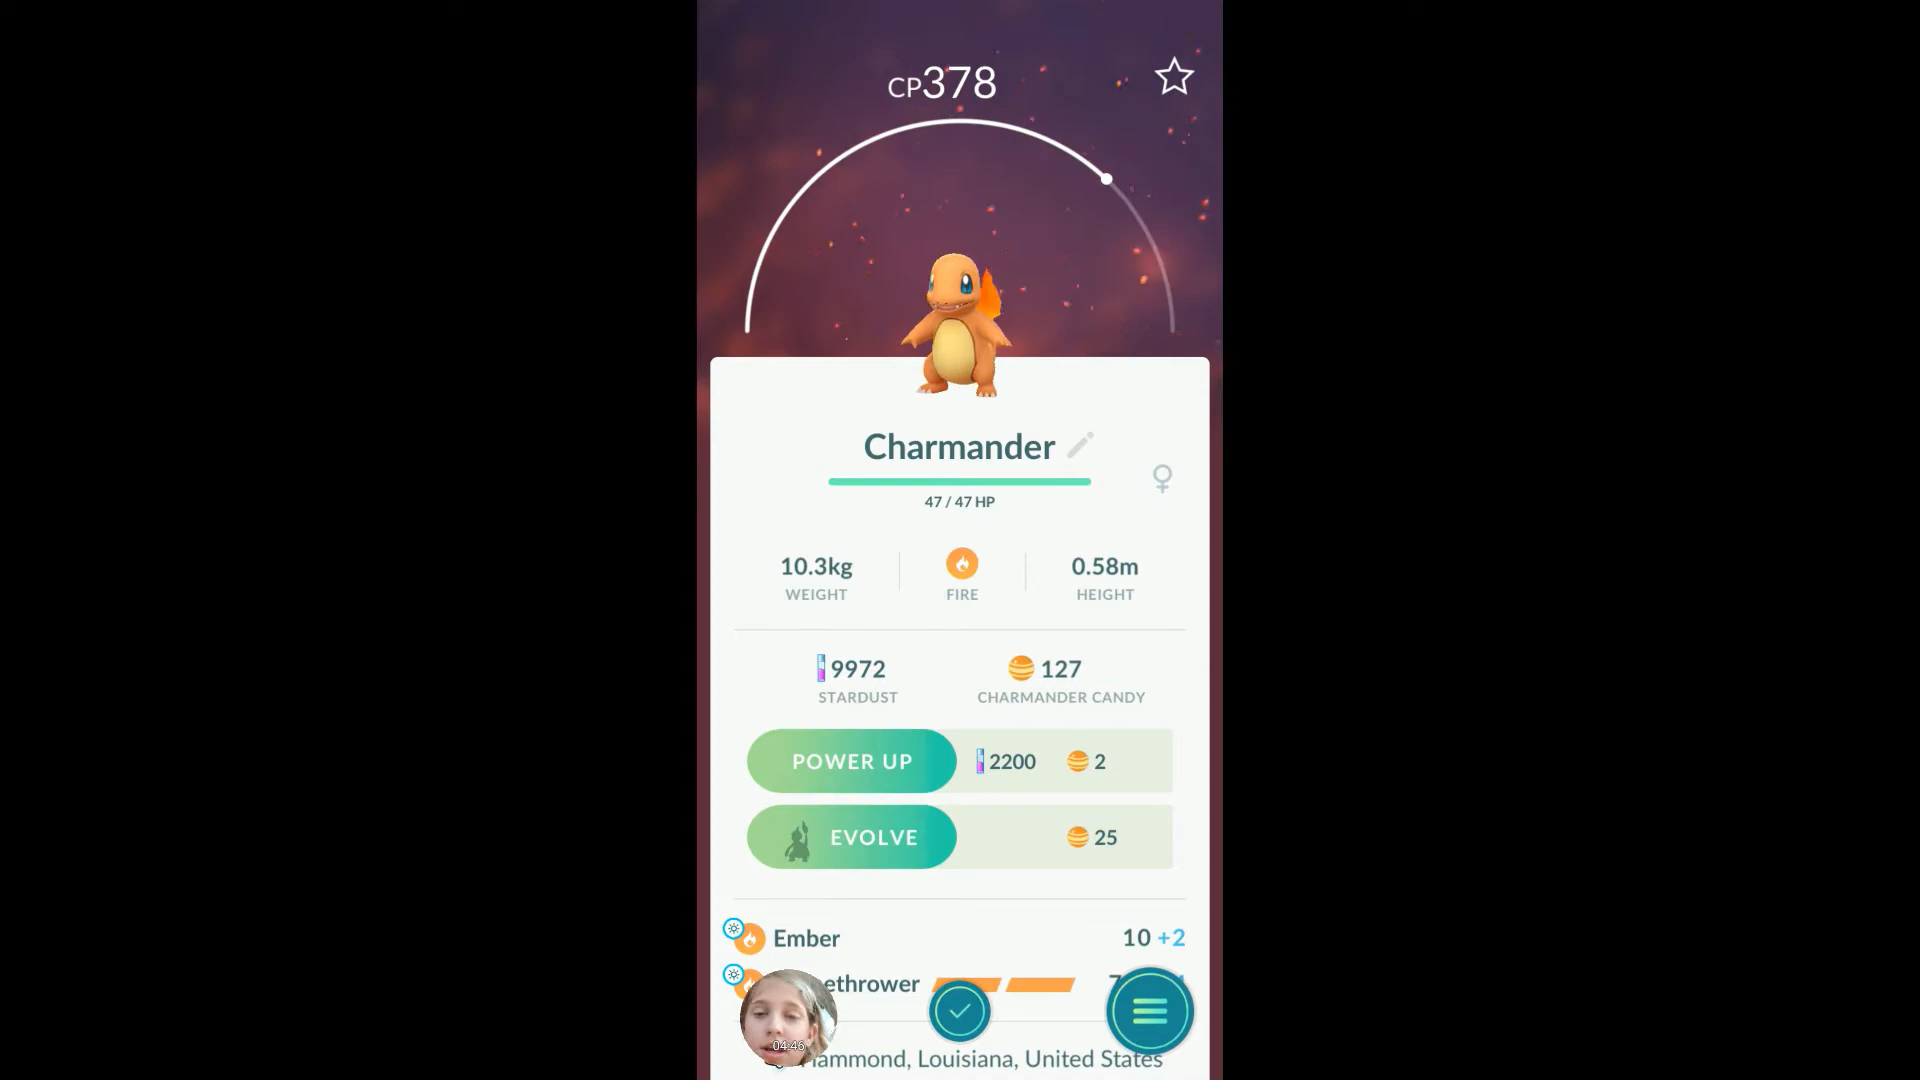 CP378
Charmander
47 / 47 HP
10.3kg
WEIGHT
FIRE
0.58m
HEIGHT
9972
STARDUST
127
CHARMANDER CANDY
POWER UP
2200
2
EVOLVE
25
Ember
10 +2
ethrower
04:46
ammond, Louisiana, United States